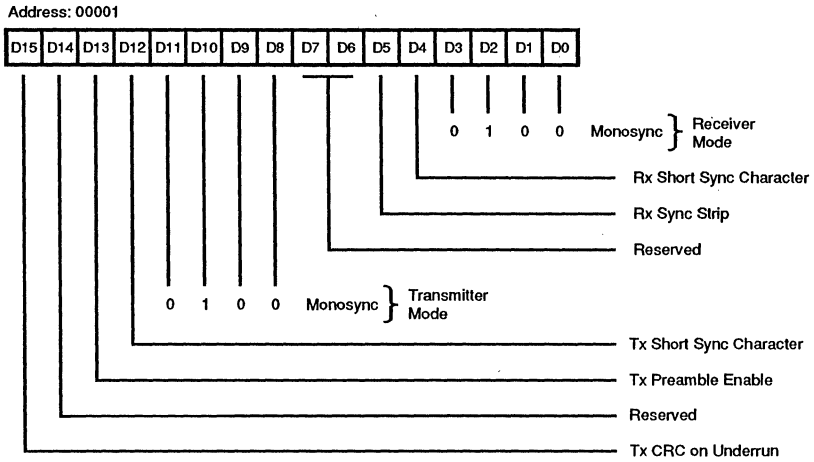 Address: 00001
D15 D14 D13 D12 D11 D10 D9 D8 D7 D6 D5 D4 D3 D2 D1 D0
0 1 0 0 Monosync } Receiver
Mode
Rx Short Sync Character
Rx Sync Strip
Reserved
0 1 0 0 Monosync } Transmitter
Mode
Tx Short Sync Character
Tx Preamble Enable
Reserved
Tx CRC on Underrun